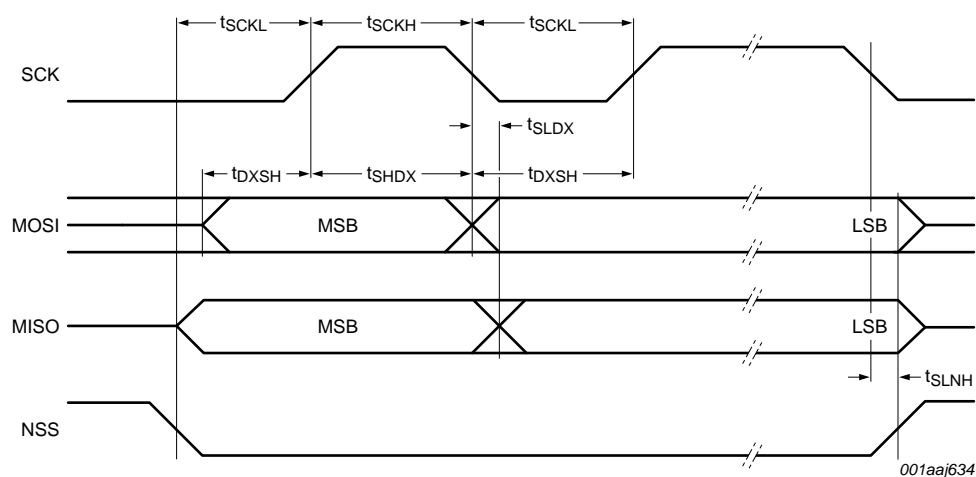 tSCKL tSCKH tSCKL
SCK
tSLDX
tDXSH tSHDX tDXSH
MOSI MSB LSB
MISO MSB LSB
tSLNH
NSS
001aaj634